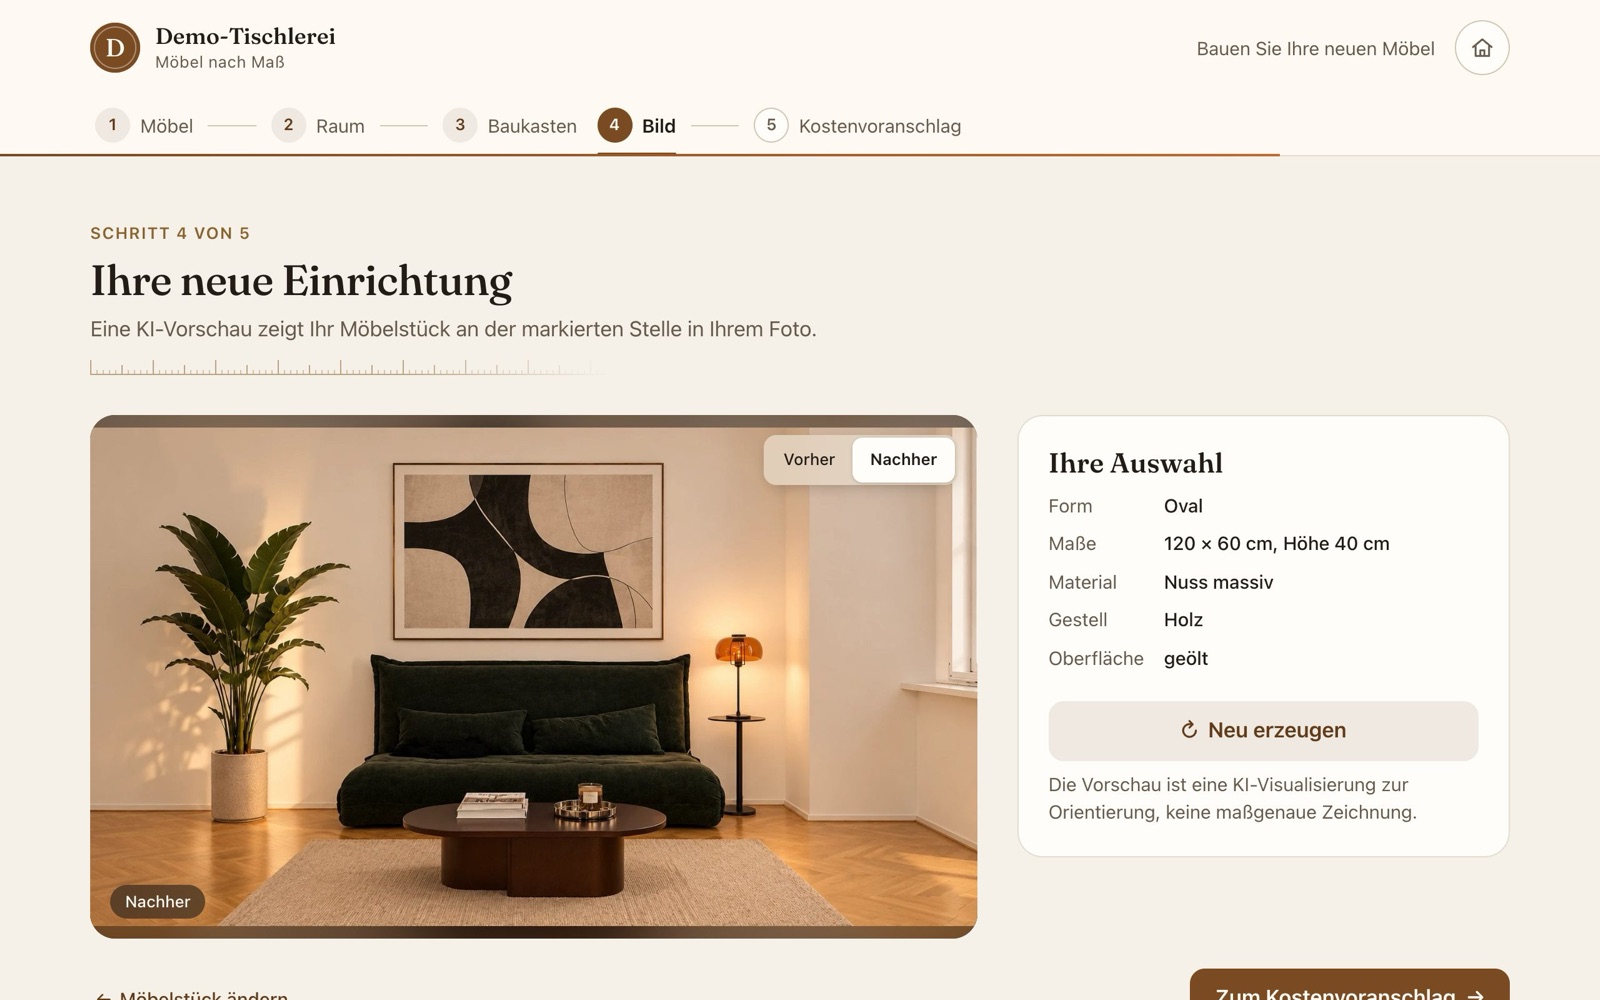 D
Demo-Tischlerei
Möbel nach Maß
Bauen Sie Ihre neuen Möbel
1 Möbel
2 Raum
3 Baukasten
4 Bild
5 Kostenvoranschlag
SCHRITT 4 VON 5
Ihre neue Einrichtung
Eine KI-Vorschau zeigt Ihr Möbelstück an der markierten Stelle in Ihrem Foto.
Vorher Nachher
Nachher
Ihre Auswahl
Form Oval
Maße 120 × 60 cm, Höhe 40 cm
Material Nuss massiv
Gestell Holz
Oberfläche geölt
↻ Neu erzeugen
Die Vorschau ist eine KI-Visualisierung zur
Orientierung, keine maßgenaue Zeichnung.
← Möbelstück ändern
Zum Kostenvoranschlag →